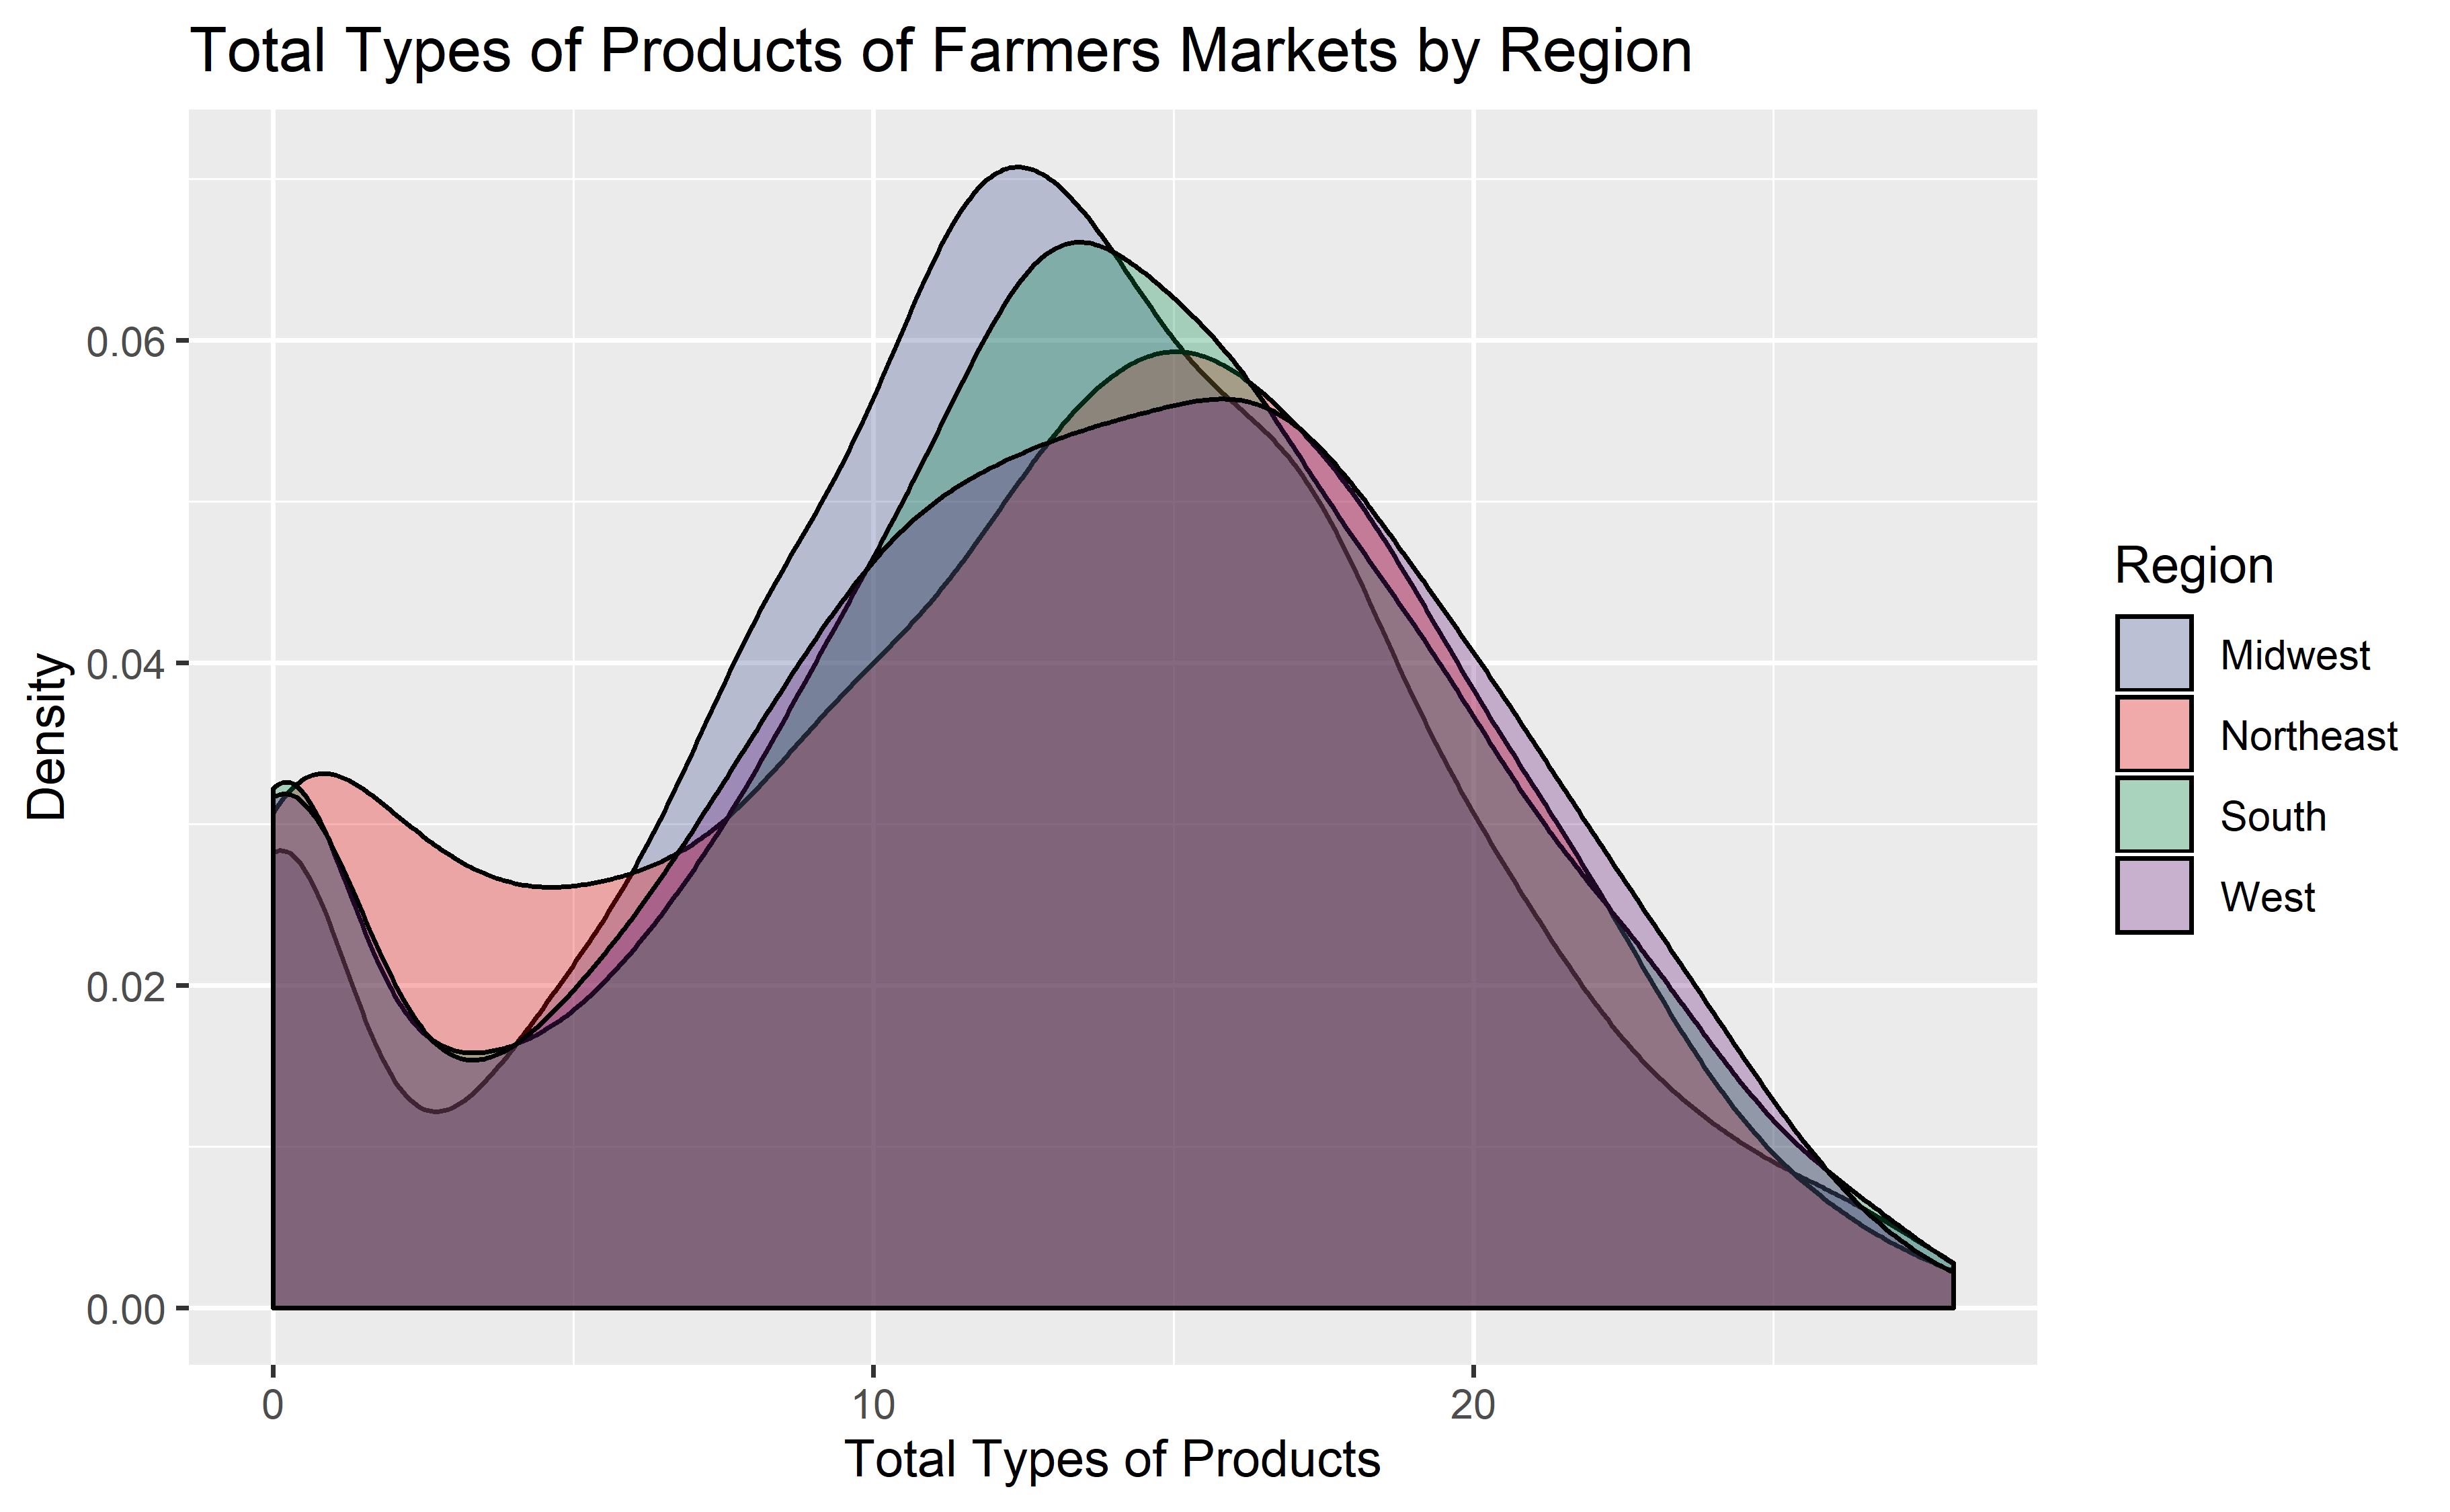 Total Types of Products of Farmers Markets by Region
Density
0.06
0.04
0.02
0.00
0
10
20
Total Types of Products
Region
Midwest
Northeast
South
West